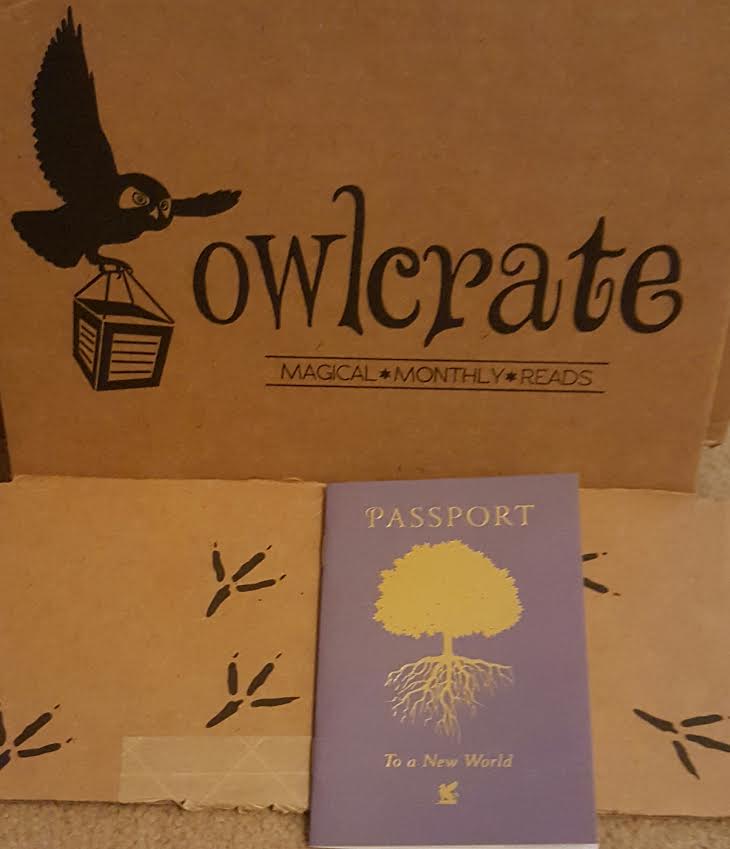 owlcrate
MAGICAL*MONTHLY*READS
PASSPORT
To a New World